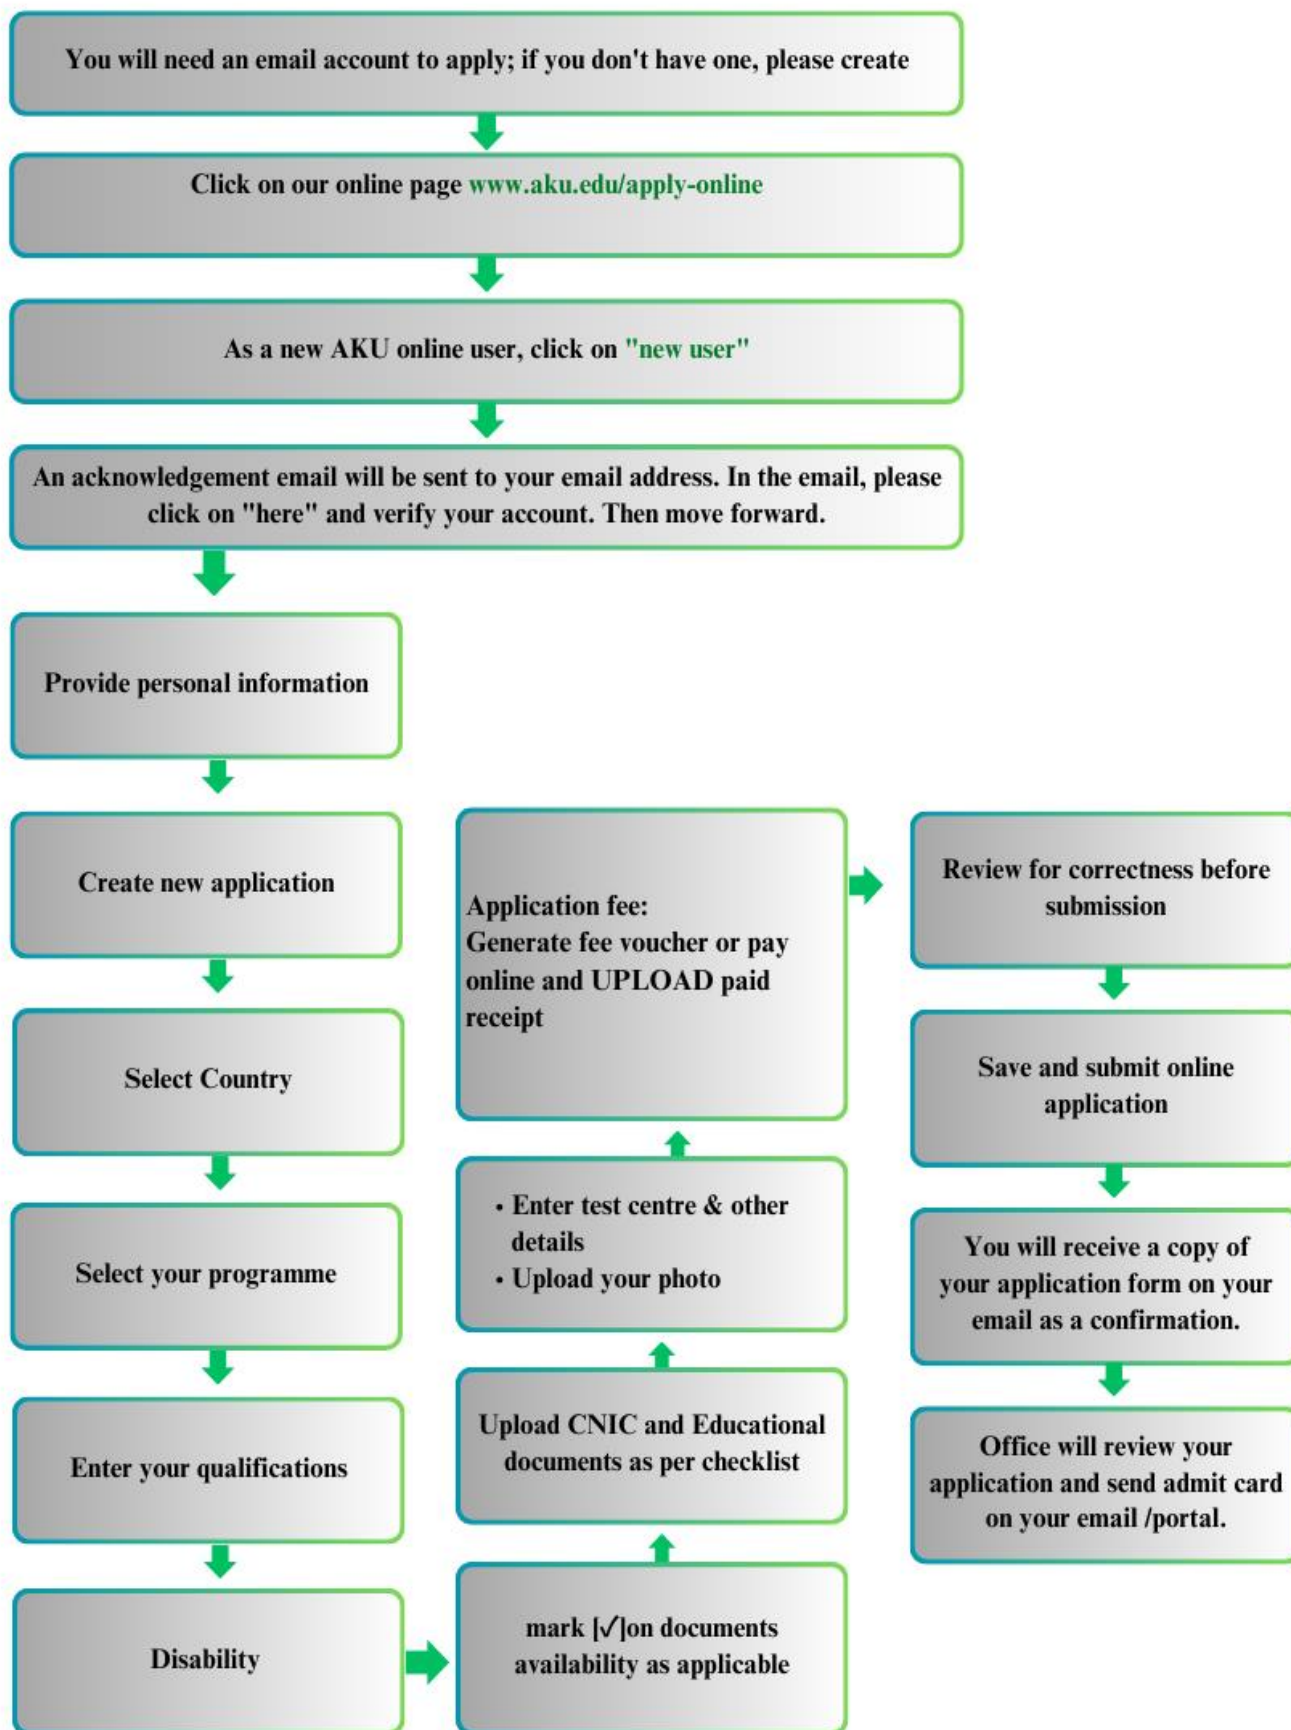 You will need an email account to apply; if you don't have one, please create
Click on our online page www.aku.edu/apply-online
As a new AKU online user, click on "new user"
An acknowledgement email will be sent to your email address. In the email, please
click on "here" and verify your account. Then move forward.
Provide personal information
Create new application
Select Country
Select your programme
Enter your qualifications
Disability
mark [✓]on documents
availability as applicable
Upload CNIC and Educational
documents as per checklist
• Enter test centre & other
details
• Upload your photo
Application fee:
Generate fee voucher or pay
online and UPLOAD paid
receipt
Review for correctness before
submission
Save and submit online
application
You will receive a copy of
your application form on your
email as a confirmation.
Office will review your
application and send admit card
on your email /portal.